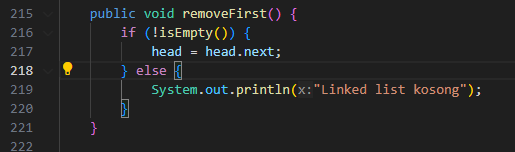 215 public void removeFirst() {
216 if (!isEmpty()) {
217 head = head.next;
218 } else {
219 System.out.println(x:"Linked list kosong");
220 }
221 }
222